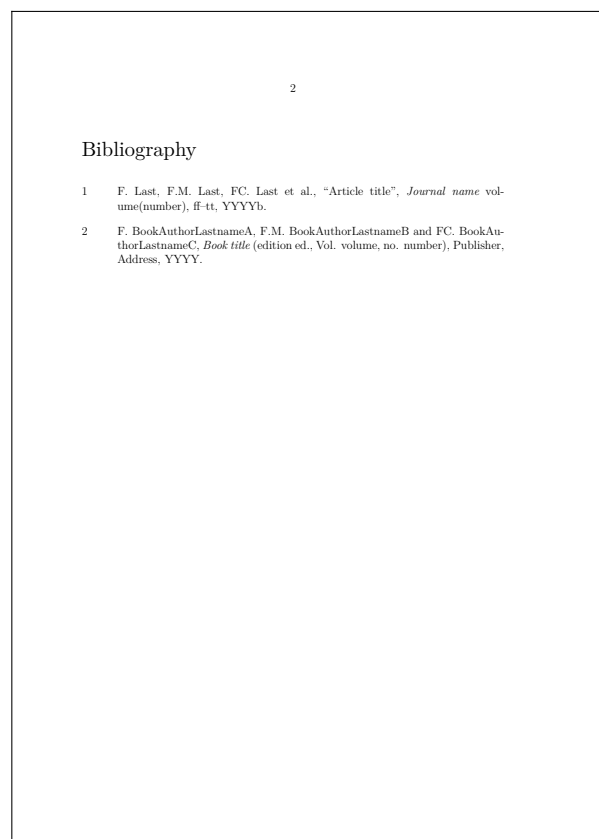 2
Bibliography
1 F. Last, F.M. Last, FC. Last et al., “Article title”, Journal name vol-
ume(number), ff–tt, YYYYb.
2 F. BookAuthorLastnameA, F.M. BookAuthorLastnameB and FC. BookAu-
thorLastnameC, Book title (edition ed., Vol. volume, no. number), Publisher,
Address, YYYY.